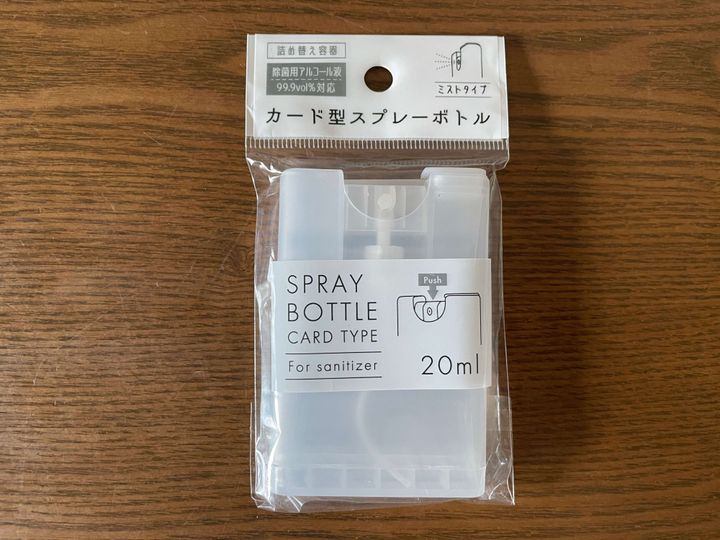 詰め替え容器
除菌用アルコール液
99.9vol%対応
ミストタイプ
カード型スプレーボトル
SPRAY
BOTTLE
CARD TYPE
For sanitizer
Push
20ml